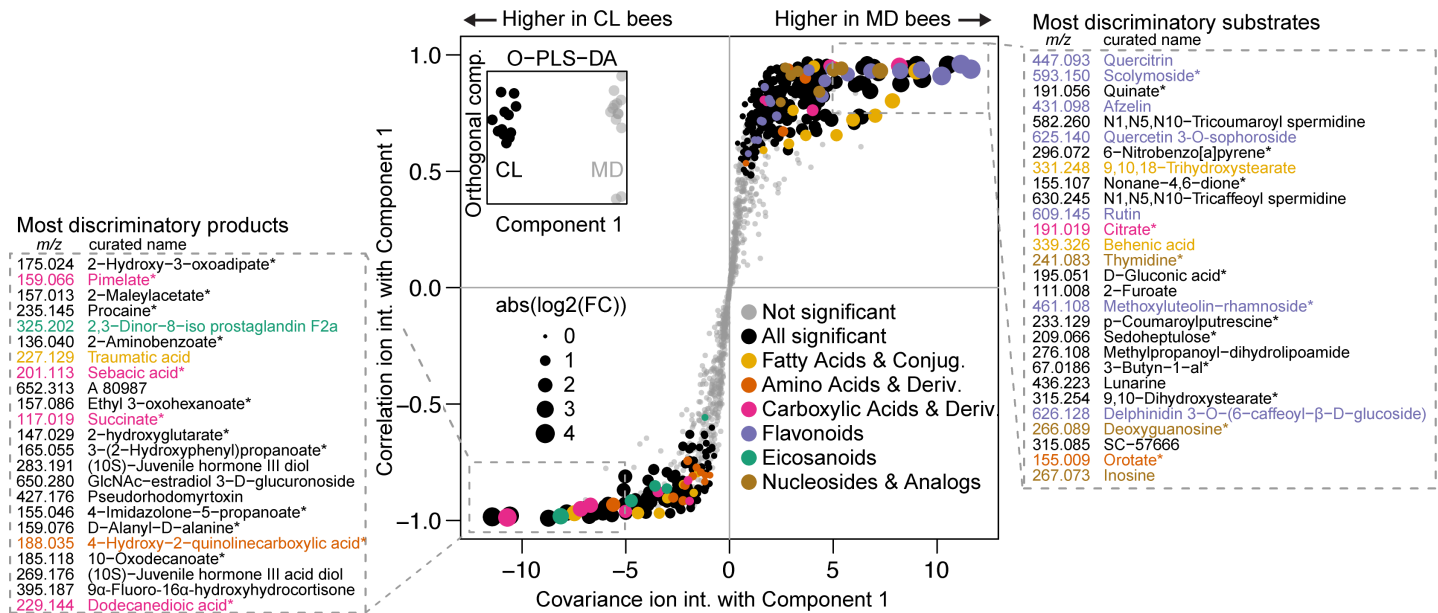 Higher in CL bees
Higher in MD bees
O−PLS−DA
Orthogonal comp.
CL
MD
Component 1
Correlation ion int. with Component 1
1.0
0.5
0.0
−0.5
−1.0
−10
−5
0
5
10
Covariance ion int. with Component 1
abs(log2(FC))
0
1
2
3
4
Not significant
All significant
Fatty Acids & Conjug.
Amino Acids & Deriv.
Carboxylic Acids & Deriv.
Flavonoids
Eicosanoids
Nucleosides & Analogs
Most discriminatory products
m/z curated name
175.024 2−Hydroxy−3−oxoadipate*
159.066 Pimelate*
157.013 2−Maleylacetate*
235.145 Procaine*
325.202 2,3−Dinor−8−iso prostaglandin F2a
136.040 2−Aminobenzoate*
227.129 Traumatic acid
201.113 Sebacic acid*
652.313 A 80987
157.086 Ethyl 3−oxohexanoate*
117.019 Succinate*
147.029 2−hydroxyglutarate*
165.055 3−(2−Hydroxyphenyl)propanoate*
283.191 (10S)−Juvenile hormone III diol
650.280 GlcNAc−estradiol 3−D−glucuronoside
427.176 Pseudorhodomyrtoxin
155.046 4−Imidazolone−5−propanoate*
159.076 D−Alanyl−D−alanine*
188.035 4−Hydroxy−2−quinolinecarboxylic acid*
185.118 10−Oxodecanoate*
269.176 (10S)−Juvenile hormone III acid diol
395.187 9α−Fluoro−16α−hydroxyhydrocortisone
229.144 Dodecanedioic acid*
Most discriminatory substrates
m/z curated name
447.093 Quercitrin
593.150 Scolymoside*
191.056 Quinate*
431.098 Afzelin
582.260 N1,N5,N10−Tricoumaroyl spermidine
625.140 Quercetin 3−O−sophoroside
296.072 6−Nitrobenzo[a]pyrene*
331.248 9,10,18−Trihydroxystearate
155.107 Nonane−4,6−dione*
630.245 N1,N5,N10−Tricaffeoyl spermidine
609.145 Rutin
191.019 Citrate*
339.326 Behenic acid
241.083 Thymidine*
195.051 D−Gluconic acid*
111.008 2−Furoate
461.108 Methoxyluteolin−rhamnoside*
233.129 p−Coumaroylputrescine*
209.066 Sedoheptulose*
276.108 Methylpropanoyl−dihydrolipoamide
67.0186 3−Butyn−1−al*
436.223 Lunarine
315.254 9,10−Dihydroxystearate*
626.128 Delphinidin 3−O−(6−caffeoyl−β−D−glucoside)
266.089 Deoxyguanosine*
315.085 SC−57666
155.009 Orotate*
267.073 Inosine